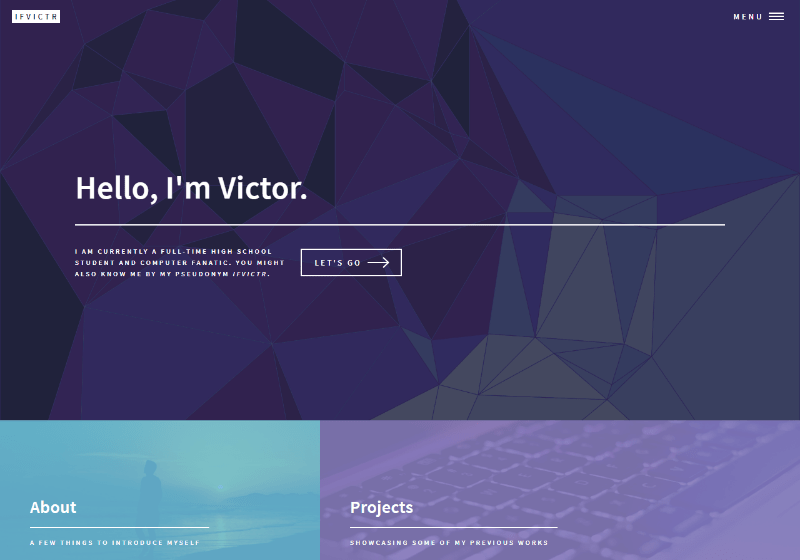 IFVICTR
MENU
Hello, I'm Victor.
I AM CURRENTLY A FULL-TIME HIGH SCHOOL
STUDENT AND COMPUTER FANATIC. YOU MIGHT
ALSO KNOW ME BY MY PSEUDONYM IFVICTR.
LET'S GO
About
A FEW THINGS TO INTRODUCE MYSELF
Projects
SHOWCASING SOME OF MY PREVIOUS WORKS